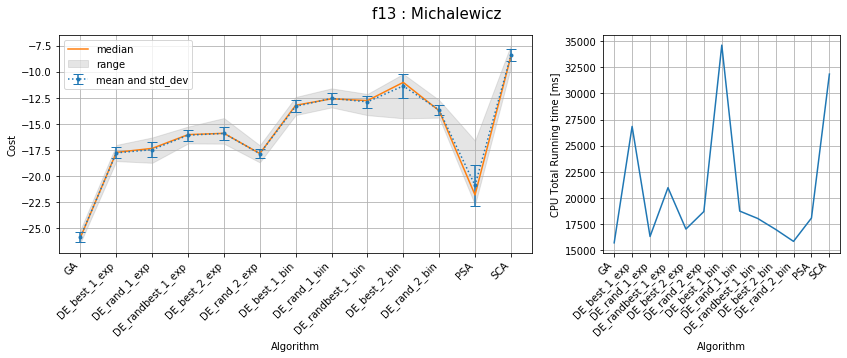 f13 : Michalewicz
median
range
mean and std_dev
Cost
−7.5
−10.0
−12.5
−15.0
−17.5
−20.0
−22.5
−25.0
GA
DE_best_1_exp
DE_rand_1_exp
DE_randbest_1_exp
DE_best_2_exp
DE_rand_2_exp
DE_best_1_bin
DE_rand_1_bin
DE_randbest_1_bin
DE_best_2_bin
DE_rand_2_bin
PSA
SCA
Algorithm
CPU Total Running time [ms]
35000
32500
30000
27500
25000
22500
20000
17500
15000
GA
DE_best_1_exp
DE_rand_1_exp
DE_randbest_1_exp
DE_best_2_exp
DE_rand_2_exp
DE_best_1_bin
DE_rand_1_bin
DE_randbest_1_bin
DE_best_2_bin
DE_rand_2_bin
PSA
SCA
Algorithm